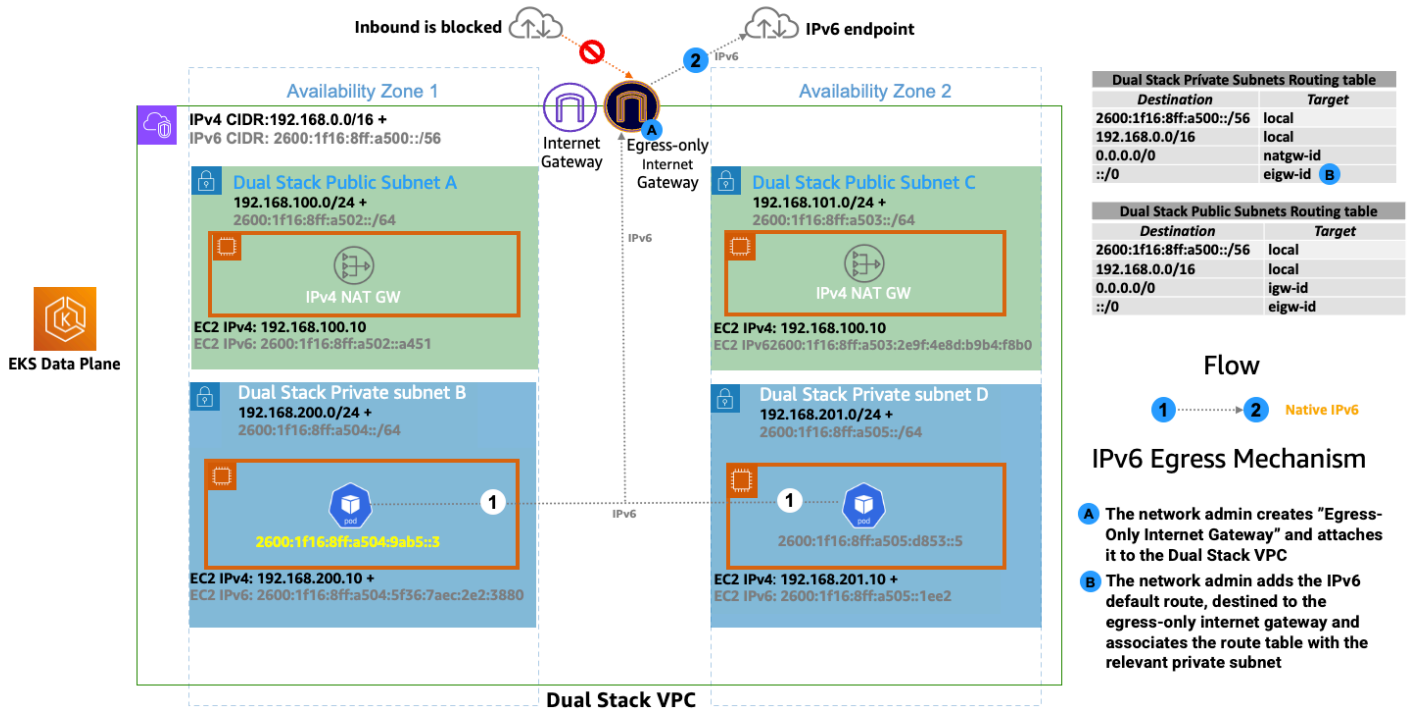 Inbound is blocked
IPv6 endpoint
2
IPv6
Availability Zone 1
Availability Zone 2
IPv4 CIDR:192.168.0.0/16 +
IPv6 CIDR: 2600:1f16:8ff:a500::/56
Internet
Gateway
A
Egress-only
Internet
Gateway
Dual Stack Public Subnet A
192.168.100.0/24 +
2600:1f16:8ff:a502::/64
IPv4 NAT GW
EC2 IPv4: 192.168.100.10
EC2 IPv6: 2600:1f16:8ff:a502::a451
Dual Stack Public Subnet C
192.168.101.0/24 +
2600:1f16:8ff:a503::/64
IPv4 NAT GW
EC2 IPv4: 192.168.100.10
EC2 IPv62600:1f16:8ff:a503:2e9f:4e8d:b9b4:f8b0
IPv6
K
EKS Data Plane
Dual Stack Private subnet B
192.168.200.0/24 +
2600:1f16:8ff:a504::/64
pod
1
2600:1f16:8ff:a504:9ab5::3
EC2 IPv4: 192.168.200.10 +
EC2 IPv6: 2600:1f16:8ff:a504:5f36:7aec:2e2:3880
IPv6
Dual Stack Private subnet D
192.168.201.0/24 +
2600:1f16:8ff:a505::/64
1
pod
2600:1f16:8ff:a505:d853::5
EC2 IPv4: 192.168.201.10 +
EC2 IPv6: 2600:1f16:8ff:a505::1ee2
Dual Stack VPC
Dual Stack Private Subnets Routing table
Destination Target
2600:1f16:8ff:a500::/56 local
192.168.0.0/16 local
0.0.0.0/0 natgw-id
::/0 eigw-id B
Dual Stack Public Subnets Routing table
Destination Target
2600:1f16:8ff:a500::/56 local
192.168.0.0/16 local
0.0.0.0/0 igw-id
::/0 eigw-id
Flow
1 2 Native IPv6
IPv6 Egress Mechanism
A The network admin creates ”Egress-
Only Internet Gateway” and attaches
it to the Dual Stack VPC
B The network admin adds the IPv6
default route, destined to the
egress-only internet gateway and
associates the route table with the
relevant private subnet